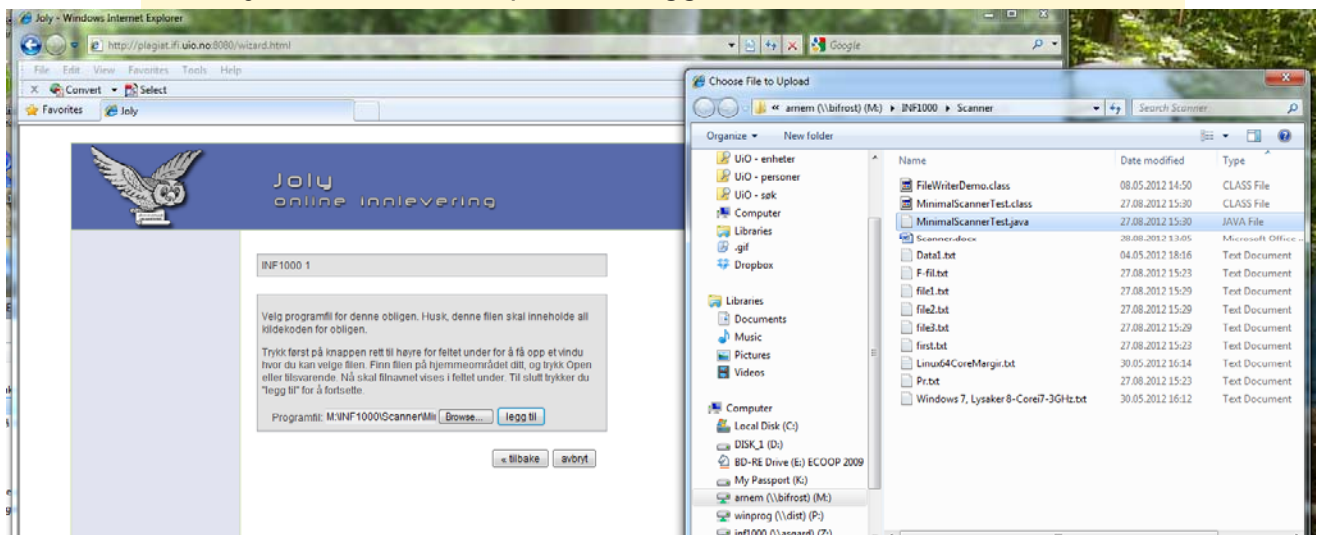 Joly - Windows Internet Explorer
http://plagiat.ifi.uio.no:8080/wizard.html
Google
File Edit View Favorites Tools Help
X Convert Select
Favorites Joly
Joly
online innlevering
INF1000 1
Velg programfil for denne obligen. Husk, denne filen skal inneholde all
kildekoden for obligen.
Trykk først på knappen rett til høyre for feltet under for å få opp et vindu
hvor du kan velge filen. Finn filen på hjemmeområdet ditt, og trykk Open
eller tilsvarende. Nå skal filnavnet vises i feltet under. Til slutt trykker du
"legg til" for å fortsette.
Programfil: M:\INF1000\Scanner\Mii Browse... legg til
« tilbake avbryt
Choose File to Upload
« arnem (\\bifrost) (M:) INF1000 Scanner Search Scanner
Organize New folder
UiO - enheter
UiO - personer
UiO - søk
Computer
Libraries
.gif
Dropbox
Libraries
Documents
Music
Pictures
Videos
Computer
Local Disk (C:)
DISK_1 (D:)
BD-RE Drive (E:) ECOOP 2009
My Passport (K:)
arnem (\\bifrost) (M:)
winprog (\\dist) (P:)
inf1000 (\\asgard) (Z:)
Name Date modified Type
FileWriterDemo.class 08.05.2012 14:50 CLASS File
MinimalScannerTest.class 27.08.2012 15:30 CLASS File
MinimalScannerTest.java 27.08.2012 15:30 JAVA File
Scanner.docx 28.08.2012 13:05 Microsoft Office ...
Data1.txt 04.05.2012 18:16 Text Document
F-fil.txt 27.08.2012 15:23 Text Document
file1.txt 27.08.2012 15:29 Text Document
file2.txt 27.08.2012 15:29 Text Document
file3.txt 27.08.2012 15:29 Text Document
first.txt 27.08.2012 15:23 Text Document
Linux64CoreMargir.txt 30.05.2012 16:14 Text Document
Pr.txt 27.08.2012 15:23 Text Document
Windows 7, Lysaker 8-Corei7-3GHz.txt 30.05.2012 16:12 Text Document